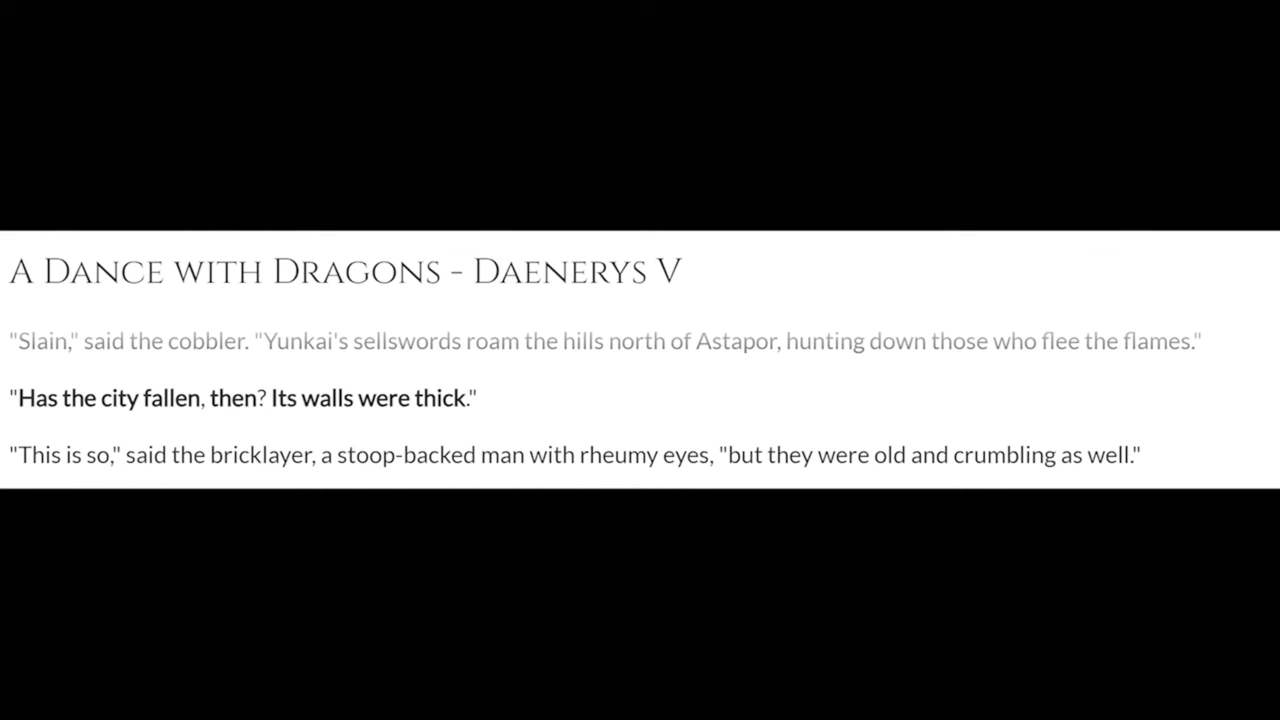 A Dance with Dragons - Daenerys V
"Slain," said the cobbler. "Yunkai's sellswords roam the hills north of Astapor, hunting down those who flee the flames."
"Has the city fallen, then? Its walls were thick."
"This is so," said the bricklayer, a stoop-backed man with rheumy eyes, "but they were old and crumbling as well."